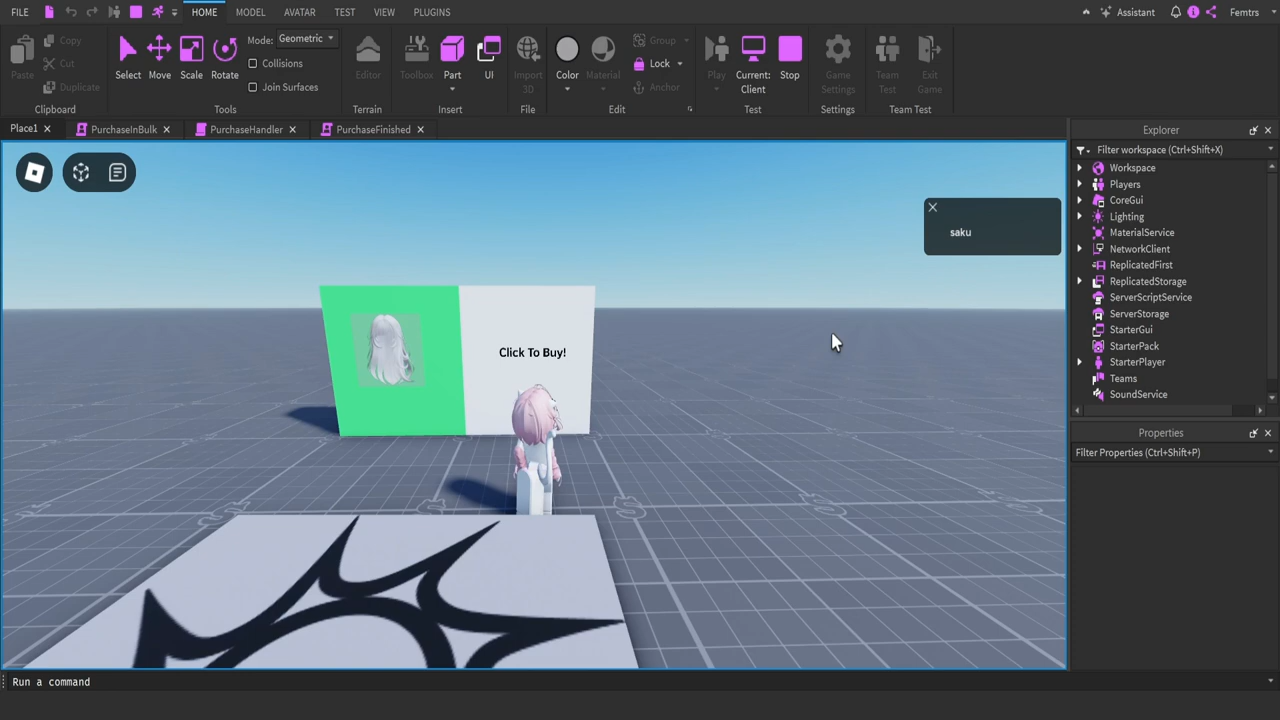 FILE HOME MODEL AVATAR TEST VIEW PLUGINS Assistant Femtrs
Paste Copy Cut Duplicate
Clipboard
Select Move Scale Rotate
Mode: Geometric
Collisions
Join Surfaces
Tools
Editor
Terrain
Toolbox Part UI
Insert
Import 3D
File
Color Material
Group
Lock
Anchor
Edit
Play Current: Client Stop
Test
Game Settings
Settings
Team Test Exit Game
Team Test
Place1 PurchaseInBulk PurchaseHandler PurchaseFinished
saku
Click To Buy!
Explorer
Filter workspace (Ctrl+Shift+X)
Workspace
Players
CoreGui
Lighting
MaterialService
NetworkClient
ReplicatedFirst
ReplicatedStorage
ServerScriptService
ServerStorage
StarterGui
StarterPack
StarterPlayer
Teams
SoundService
Properties
Filter Properties (Ctrl+Shift+P)
Run a command